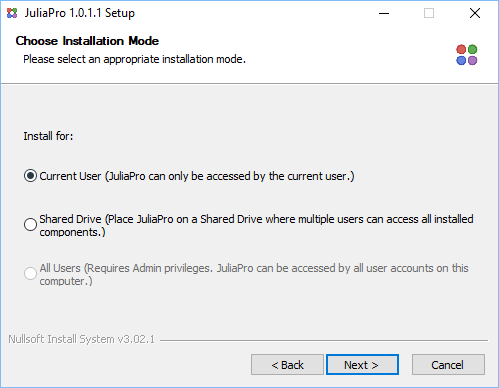 JuliaPro 1.0.1.1 Setup
Choose Installation Mode
Please select an appropriate installation mode.
Install for:
Current User (JuliaPro can only be accessed by the current user.)
Shared Drive (Place JuliaPro on a Shared Drive where multiple users can access all installed
components.)
All Users (Requires Admin privileges. JuliaPro can be accessed by all user accounts on this
computer.)
Nullsoft Install System v3.02.1
< Back Next > Cancel